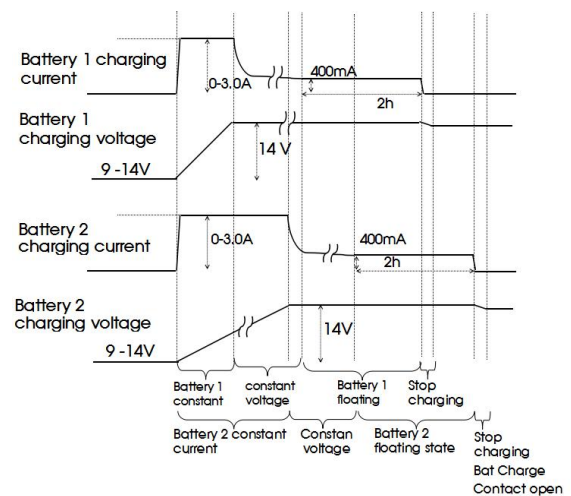 Battery 1 charging
current
0-3.0A
400mA
2h
Battery 1
charging voltage
14 V
9 -14V
Battery 2
charging current
0-3.0A
400mA
2h
Battery 2
charging voltage
14V
9 -14V
Battery 1
constant
constant
voltage
Battery 1
floating
Stop
charging
Battery 2 constant
current
Constan
voltage
Battery 2
floating state
Stop
charging
Bat Charge
Contact open